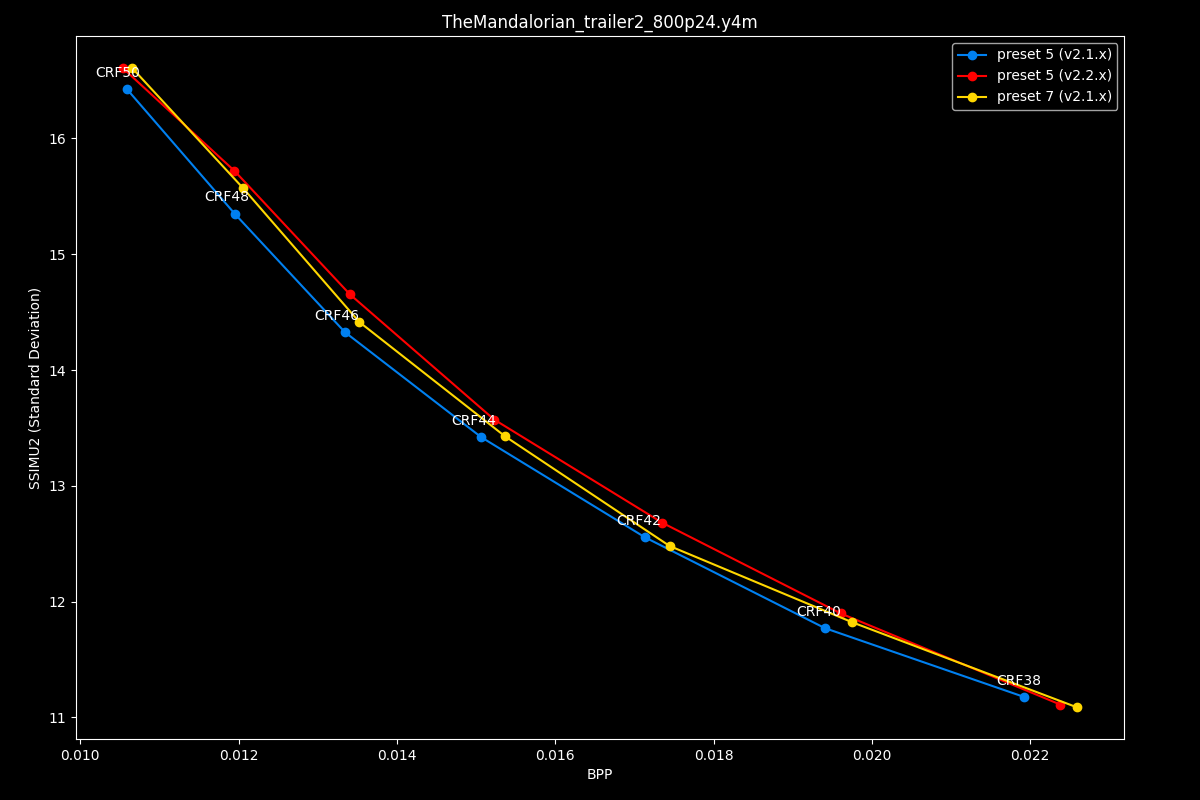 TheMandalorian_trailer2_800p24.y4m
preset 5 (v2.1.x)
preset 5 (v2.2.x)
preset 7 (v2.1.x)
CRF50
CRF48
CRF46
CRF44
CRF42
CRF40
CRF38
16
15
14
13
12
11
SSIMU2 (Standard Deviation)
0.010 0.012 0.014 0.016 0.018 0.020 0.022
BPP